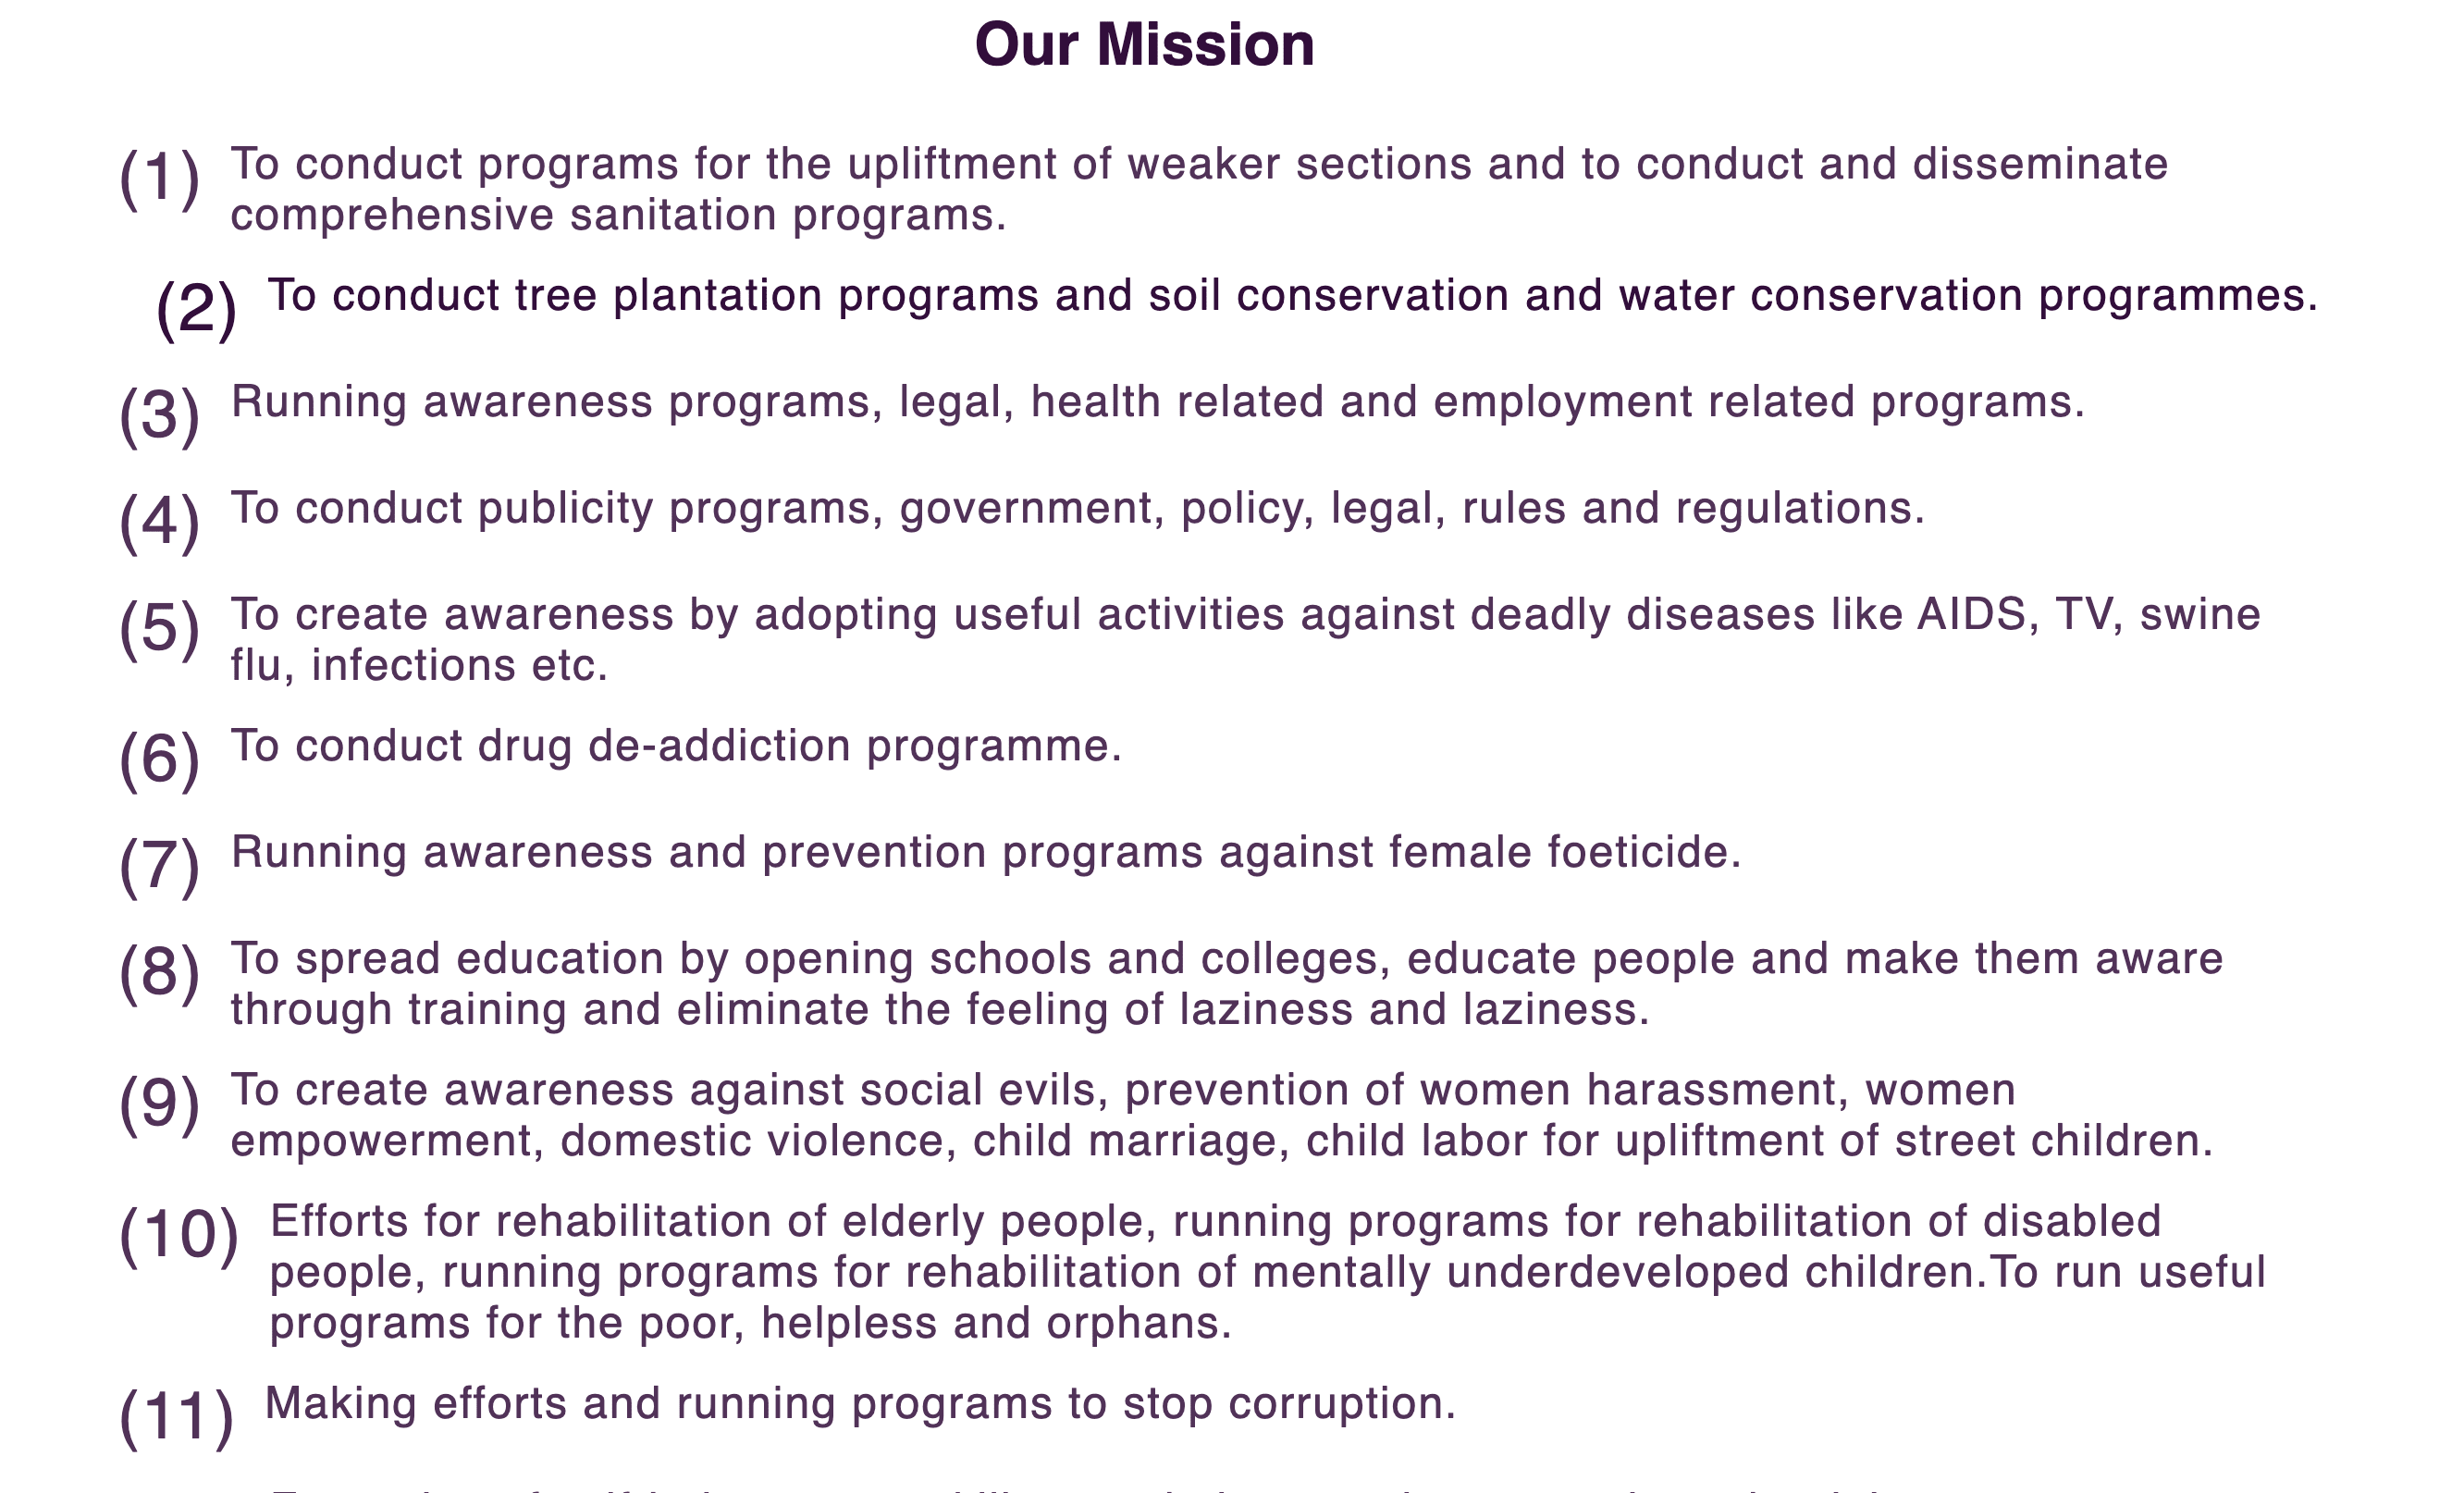 Our Mission
(1) To conduct programs for the upliftment of weaker sections and to conduct and disseminate
comprehensive sanitation programs.
(2) To conduct tree plantation programs and soil conservation and water conservation programmes.
(3) Running awareness programs, legal, health related and employment related programs.
(4) To conduct publicity programs, government, policy, legal, rules and regulations.
(5) To create awareness by adopting useful activities against deadly diseases like AIDS, TV, swine
flu, infections etc.
(6) To conduct drug de-addiction programme.
(7) Running awareness and prevention programs against female foeticide.
(8) To spread education by opening schools and colleges, educate people and make them aware
through training and eliminate the feeling of laziness and laziness.
(9) To create awareness against social evils, prevention of women harassment, women
empowerment, domestic violence, child marriage, child labor for upliftment of street children.
(10) Efforts for rehabilitation of elderly people, running programs for rehabilitation of disabled
people, running programs for rehabilitation of mentally underdeveloped children.To run useful
programs for the poor, helpless and orphans.
(11) Making efforts and running programs to stop corruption.